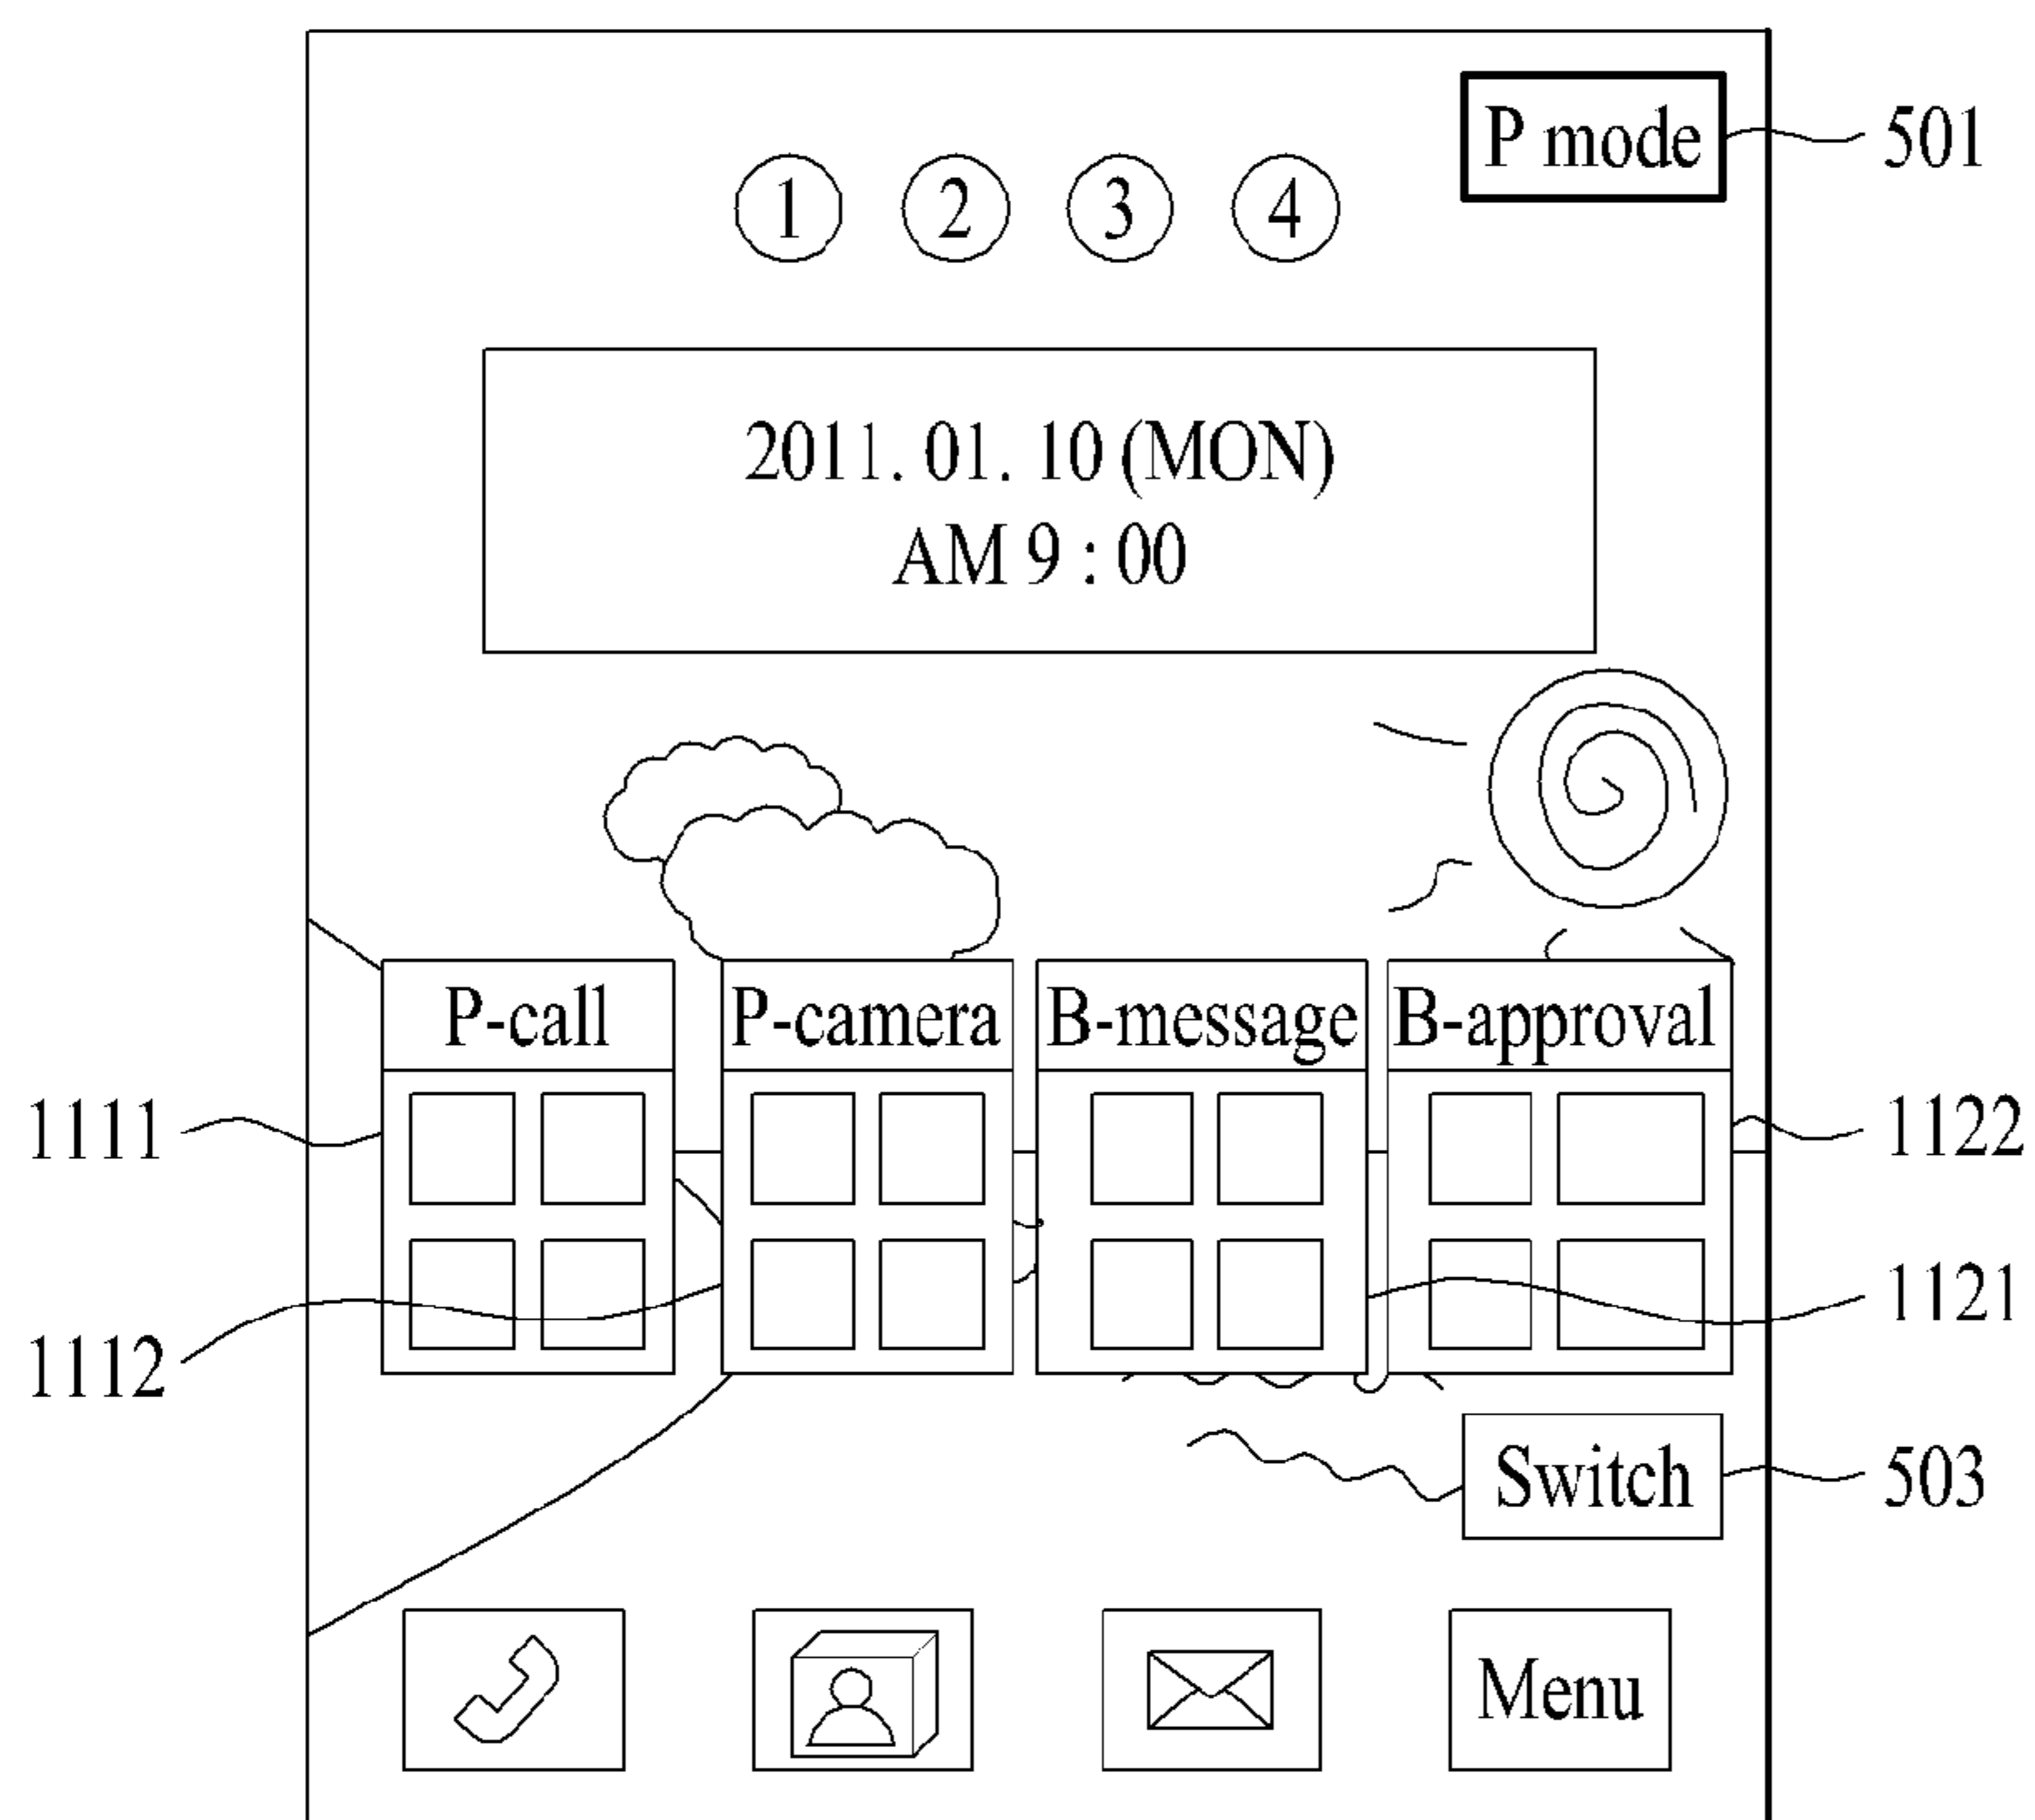 P mode 501
1 2 3 4
2011. 01. 10 (MON)
AM 9 : 00
P-call P-camera B-message B-approval
1111 1122
1121
1112
Switch 503
Menu